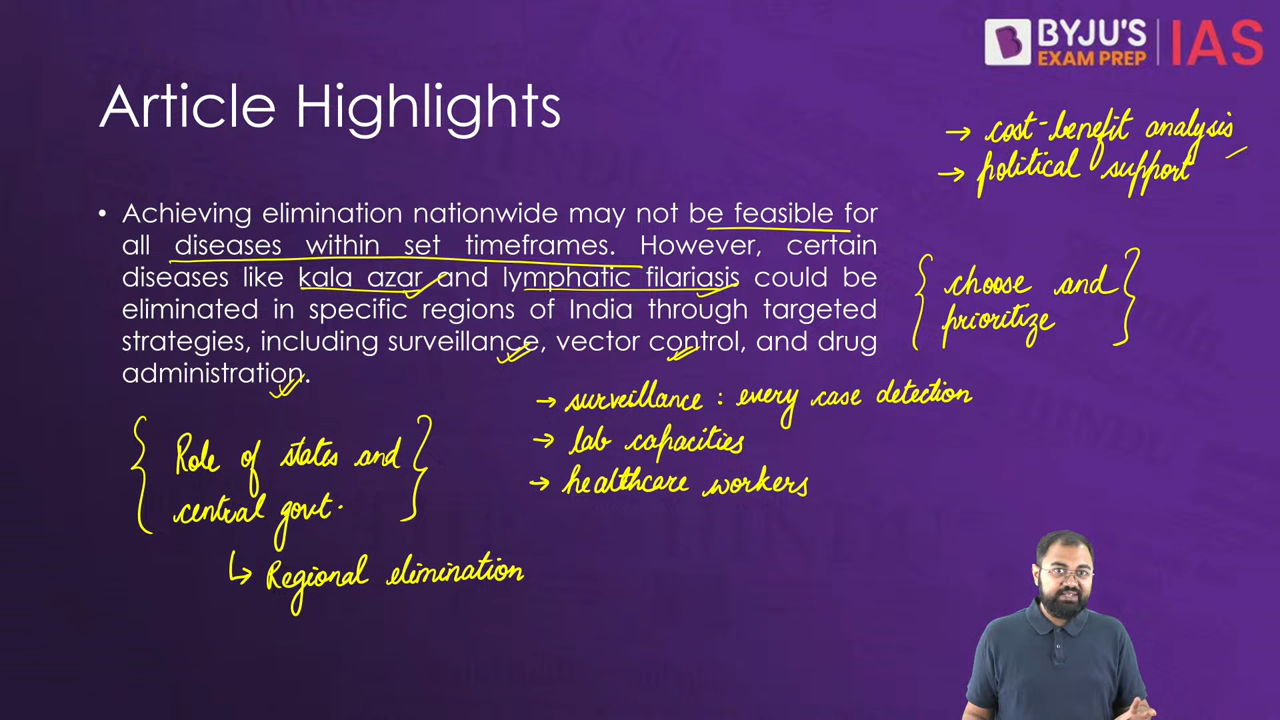 BYJU'S
EXAM PREP
IAS
Article Highlights
→ cost-benefit analysis
→ political support
• Achieving elimination nationwide may not be feasible for
all diseases within set timeframes. However, certain
diseases like kala azar and lymphatic filariasis could be
eliminated in specific regions of India through targeted
strategies, including surveillance, vector control, and drug
administration.
{ choose and
prioritize }
→ surveillance : every case detection
→ lab capacities
→ healthcare workers
{ Role of states and
central govt. }
↳ Regional elimination